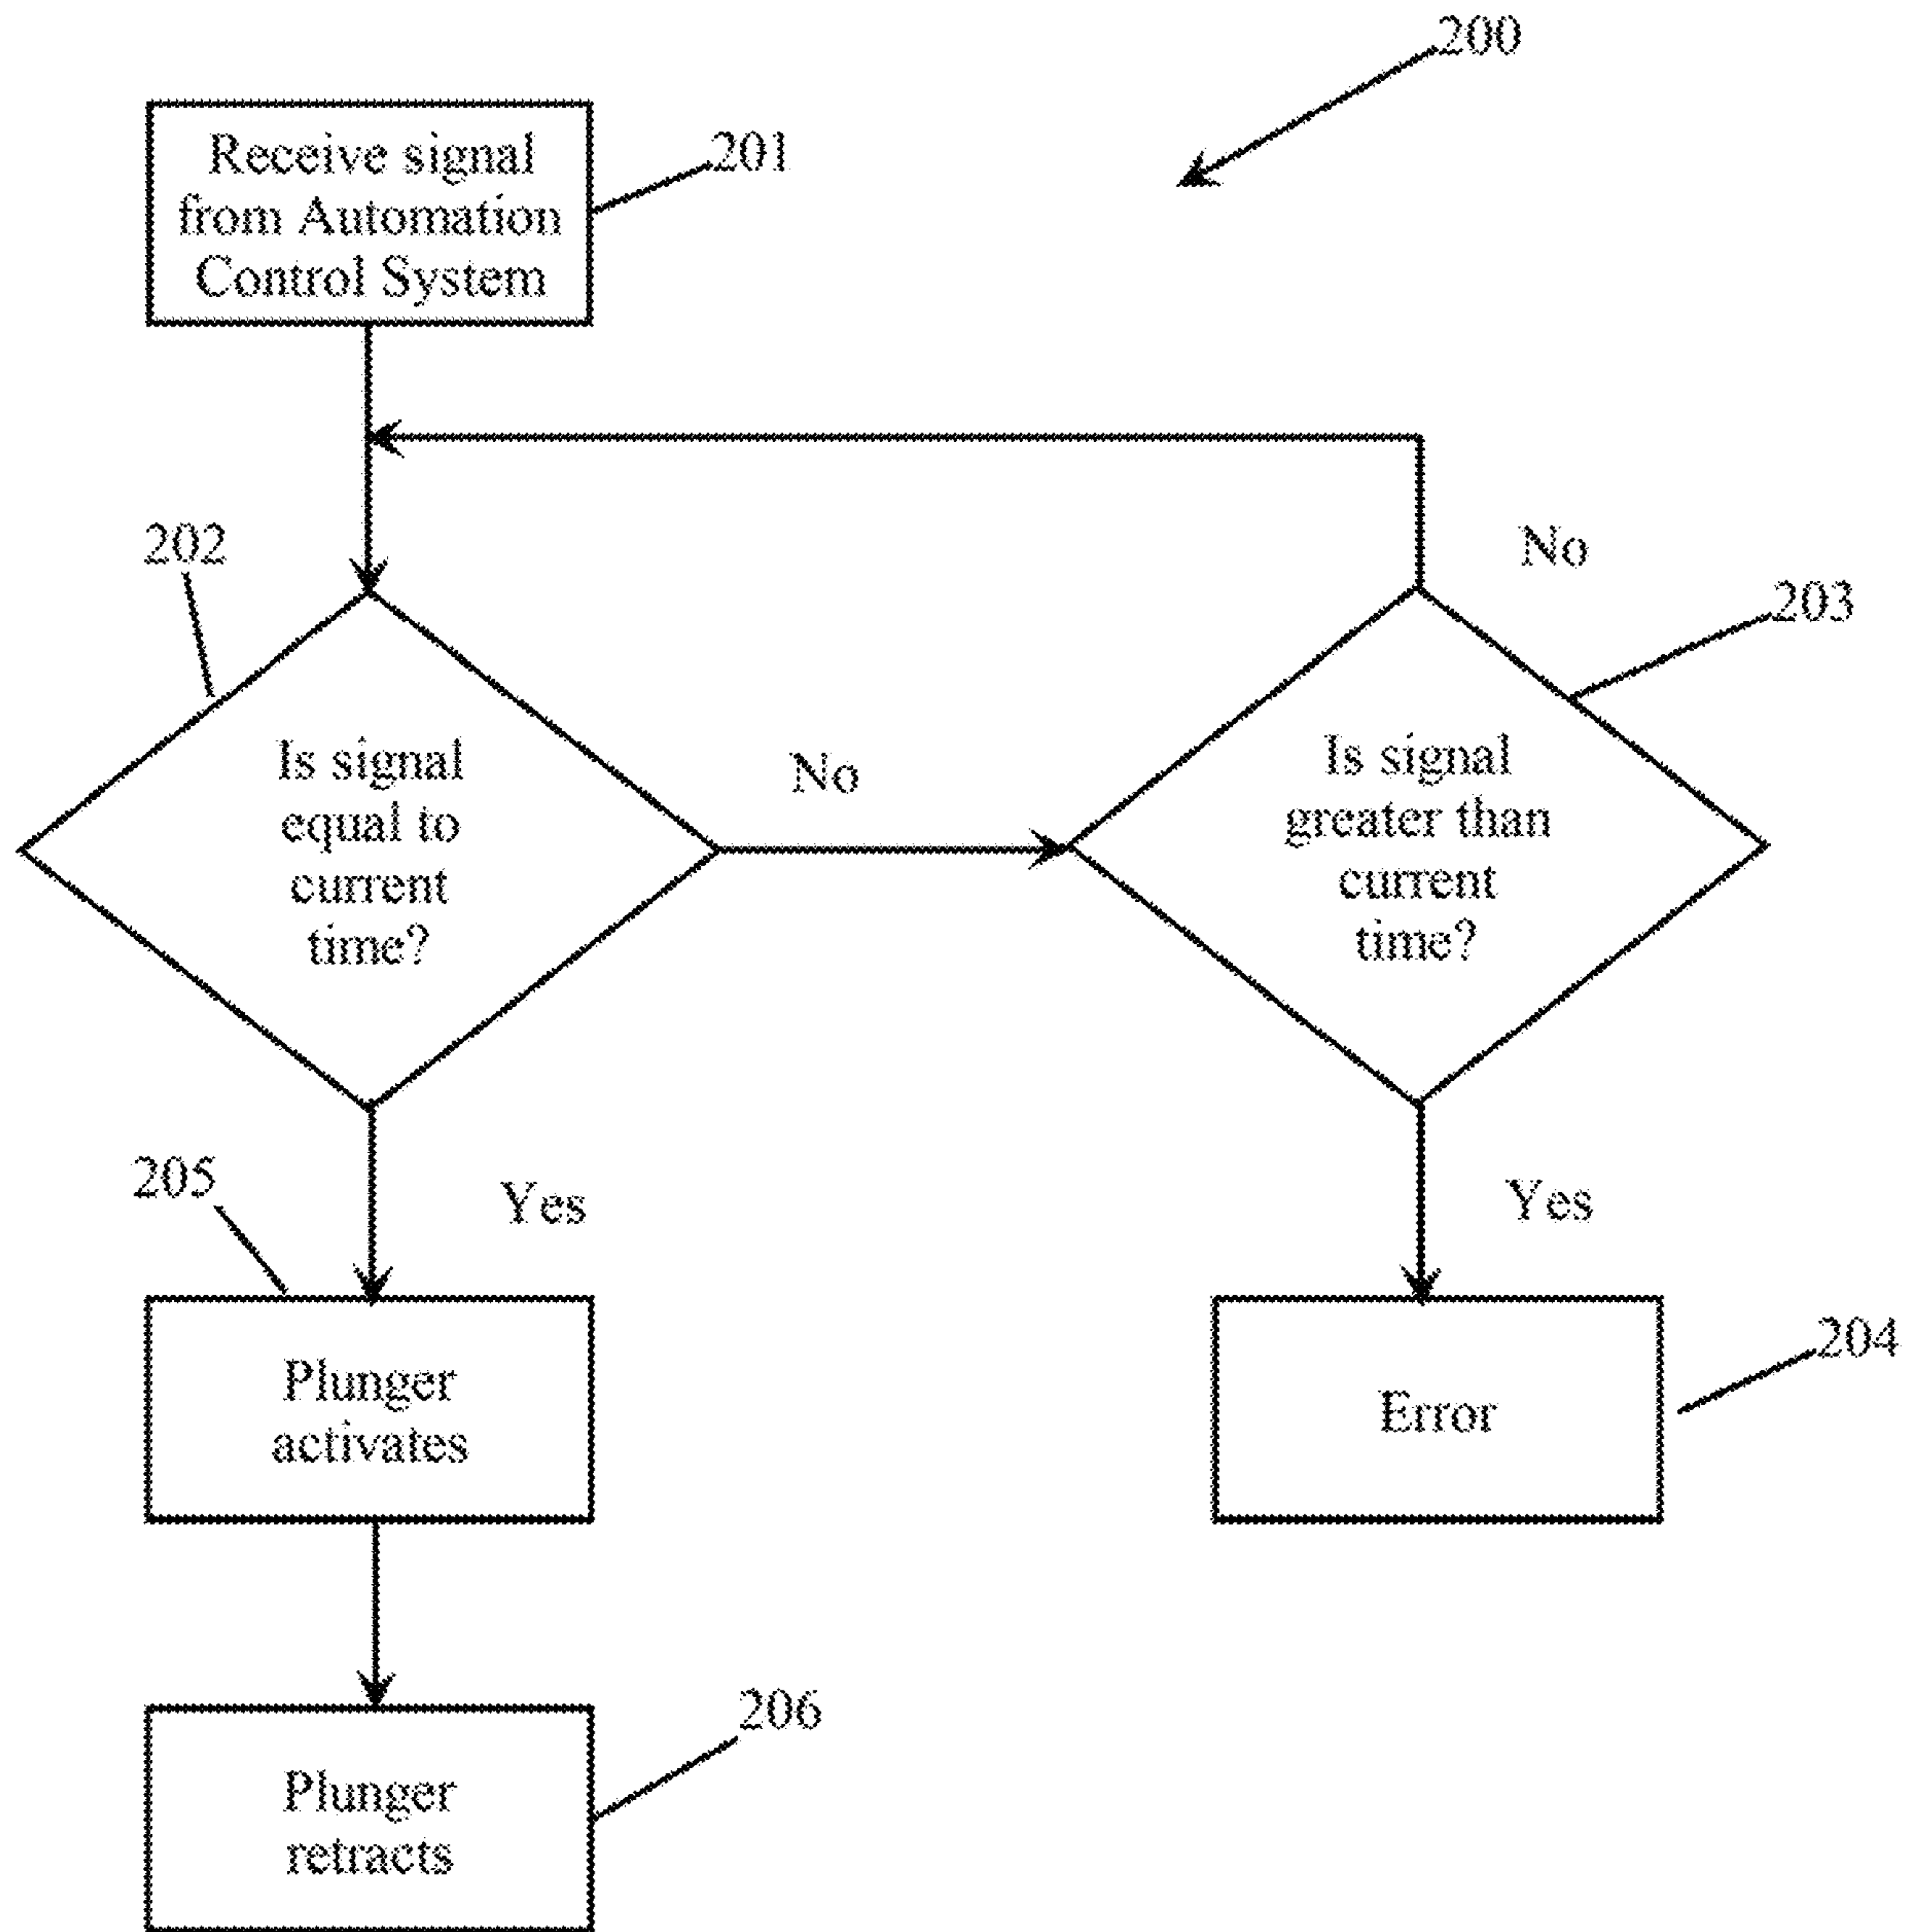 200
Receive signal
from Automation
Control System
201
202
No
203
Is signal
equal to
current
time?
No
Is signal
greater than
current
time?
205
Yes
Yes
Plunger
activates
Error
204
Plunger
retracts
206